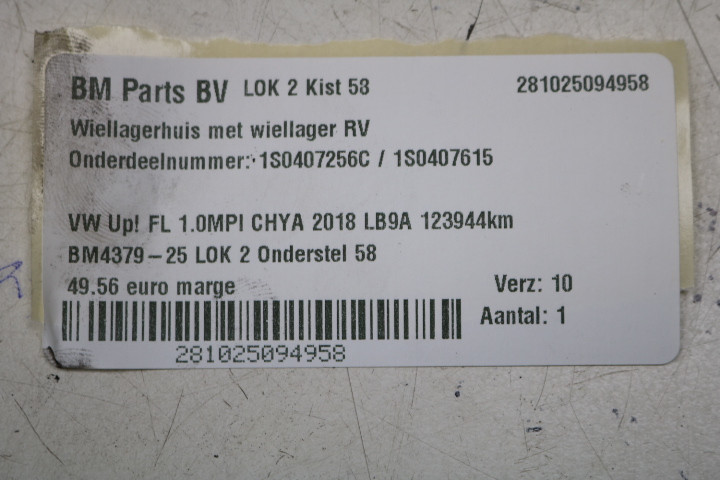 BM Parts BV LOK 2 Kist 53 281025094958
Wiellagerhuis met wiellager RV
Onderdeelnummer: 1S0407256C / 1S0407615
VW Up! FL 1.0MPI CHYA 2018 LB9A 123944km
BM4379-25 LOK 2 Onderstel 58
49.56 euro marge Verz: 10
Aantal: 1
281025094958